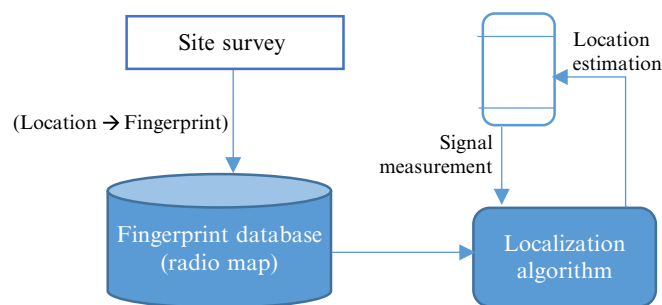 Site survey
(Location → Fingerprint)
Fingerprint database
(radio map)
Location
estimation
Signal
measurement
Localization
algorithm